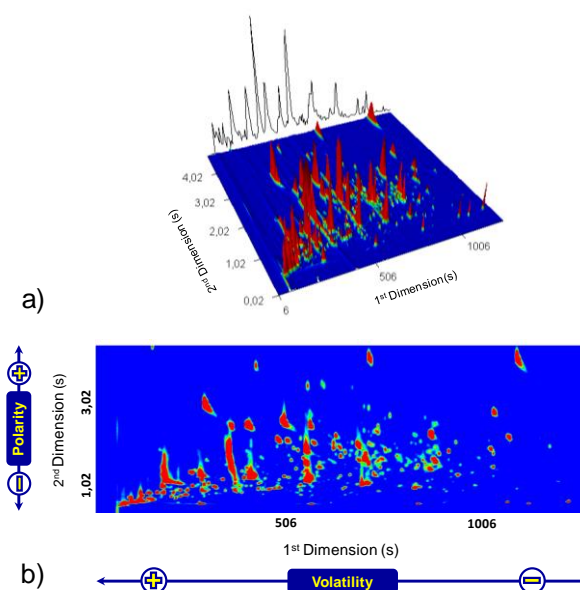 4,02
3,02
2,02
1,02
0,02
2nd Dimension (s)
6
506
1006
1st Dimension(s)
a)
+
Polarity
−
2nd Dimension (s)
3,02
1,02
506
1006
1st Dimension (s)
b)
+
Volatility
−